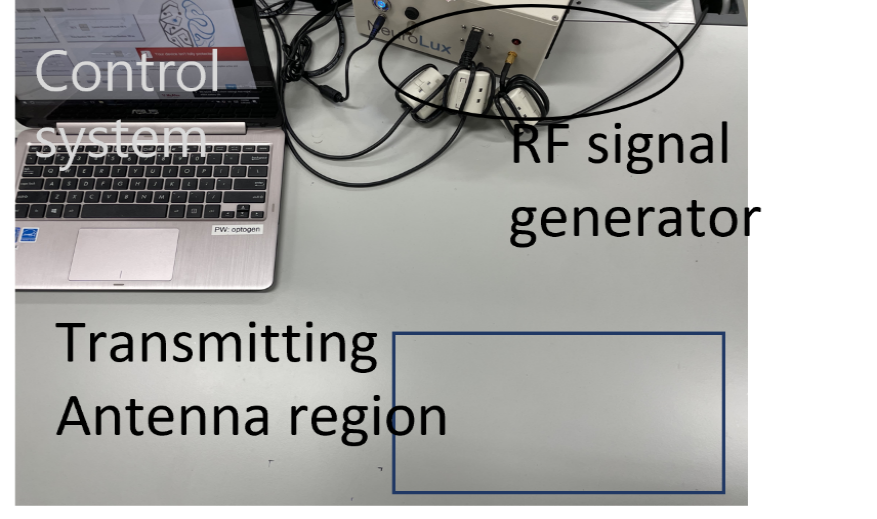 NeuroLux
Control
system
ASUS
RF signal
generator
PW: optogen
Transmitting
Antenna region